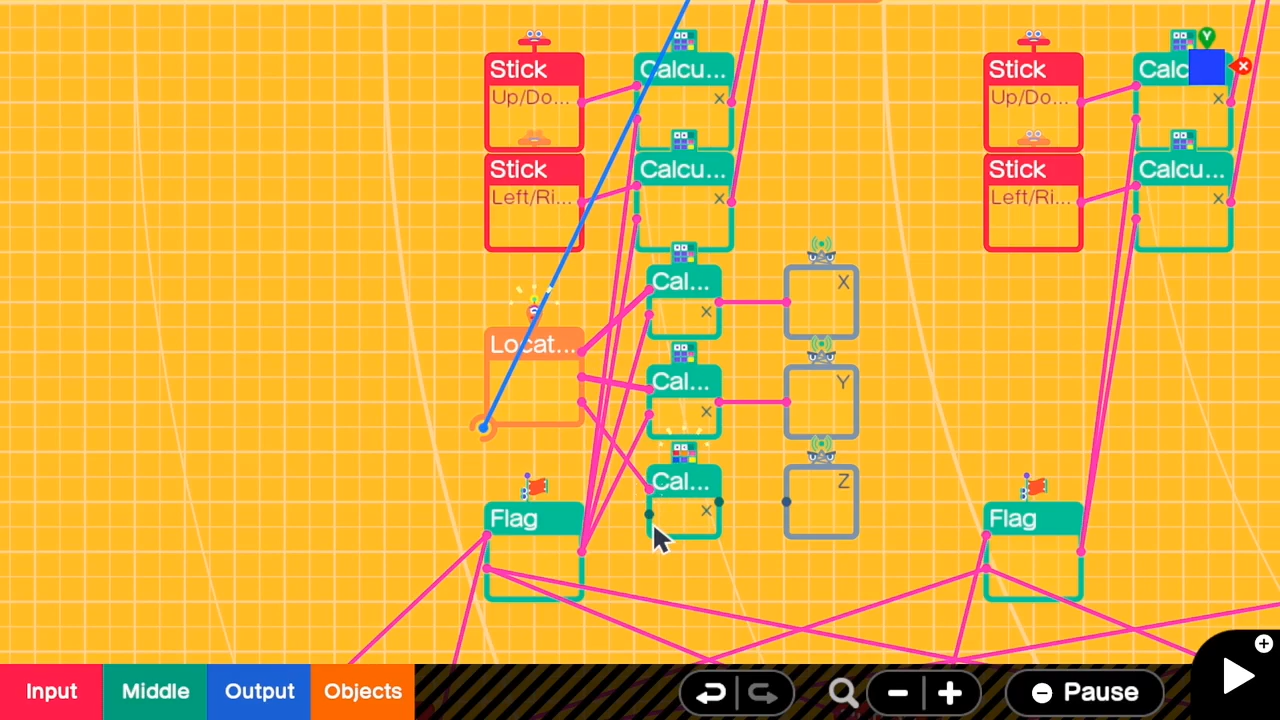 Stick
Up/Do...
Calcu...
×
Stick
Left/Ri...
Calcu...
×
Stick
Up/Do...
Calc
Y
×
×
Stick
Left/Ri...
Calcu...
×
Cal...
×
X
Locat...
Cal...
×
Y
Cal...
×
Z
Flag
Flag
Input
Middle
Output
Objects
Pause